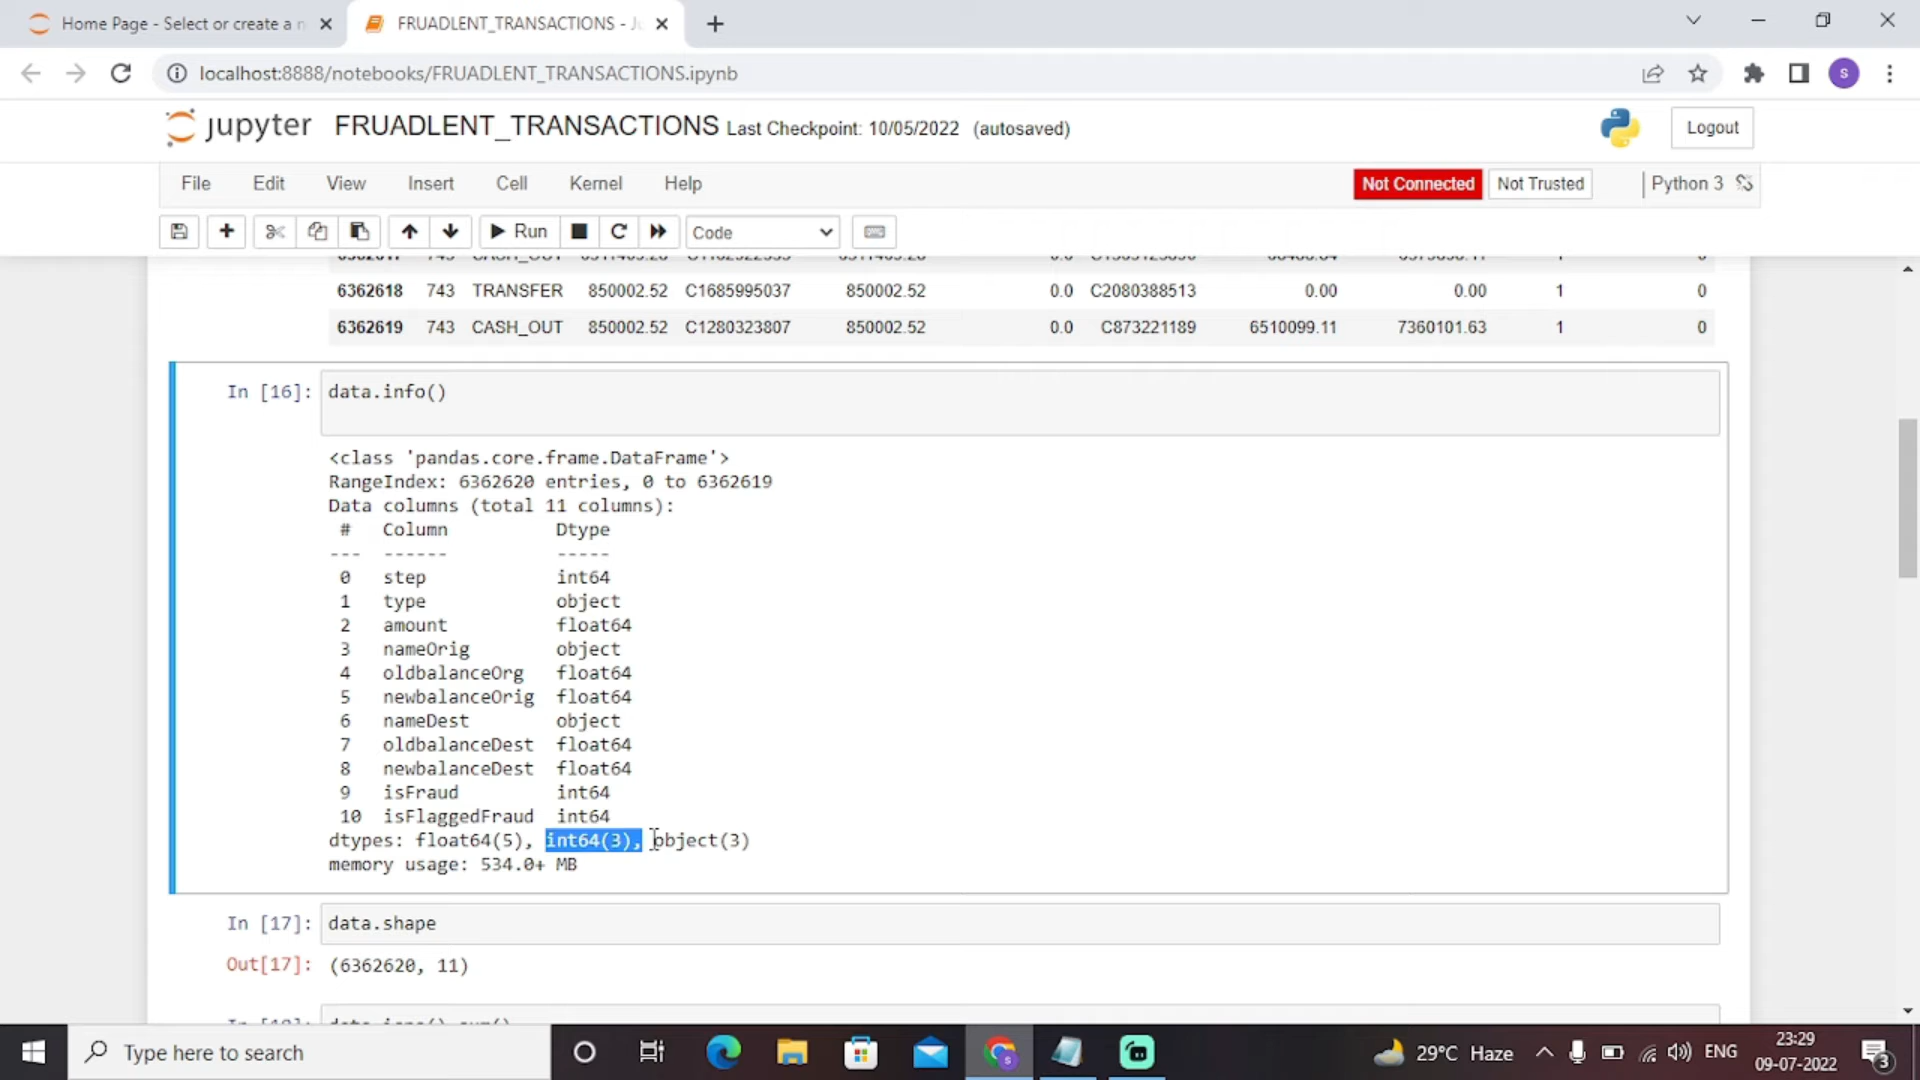 Home Page - Select or create a n
FRUADLENT_TRANSACTIONS - Ju
localhost:8888/notebooks/FRUADLENT_TRANSACTIONS.ipynb
S
jupyter FRUADLENT_TRANSACTIONS Last Checkpoint: 10/05/2022 (autosaved)
Logout
File Edit View Insert Cell Kernel Help
Not Connected Not Trusted Python 3
Run Code
6362618 743 TRANSFER 850002.52 C1685995037 850002.52 0.0 C2080388513 0.00 0.00 1 0
6362619 743 CASH_OUT 850002.52 C1280323807 850002.52 0.0 C873221189 6510099.11 7360101.63 1 0
In [16]: data.info()
<class 'pandas.core.frame.DataFrame'>
RangeIndex: 6362620 entries, 0 to 6362619
Data columns (total 11 columns):
# Column Dtype
--- ------ -----
0 step int64
1 type object
2 amount float64
3 nameOrig object
4 oldbalanceOrg float64
5 newbalanceOrig float64
6 nameDest object
7 oldbalanceDest float64
8 newbalanceDest float64
9 isFraud int64
10 isFlaggedFraud int64
dtypes: float64(5), int64(3), object(3)
memory usage: 534.0+ MB
In [17]: data.shape
Out[17]: (6362620, 11)
Type here to search
29°C Haze
ENG
23:29
09-07-2022
3